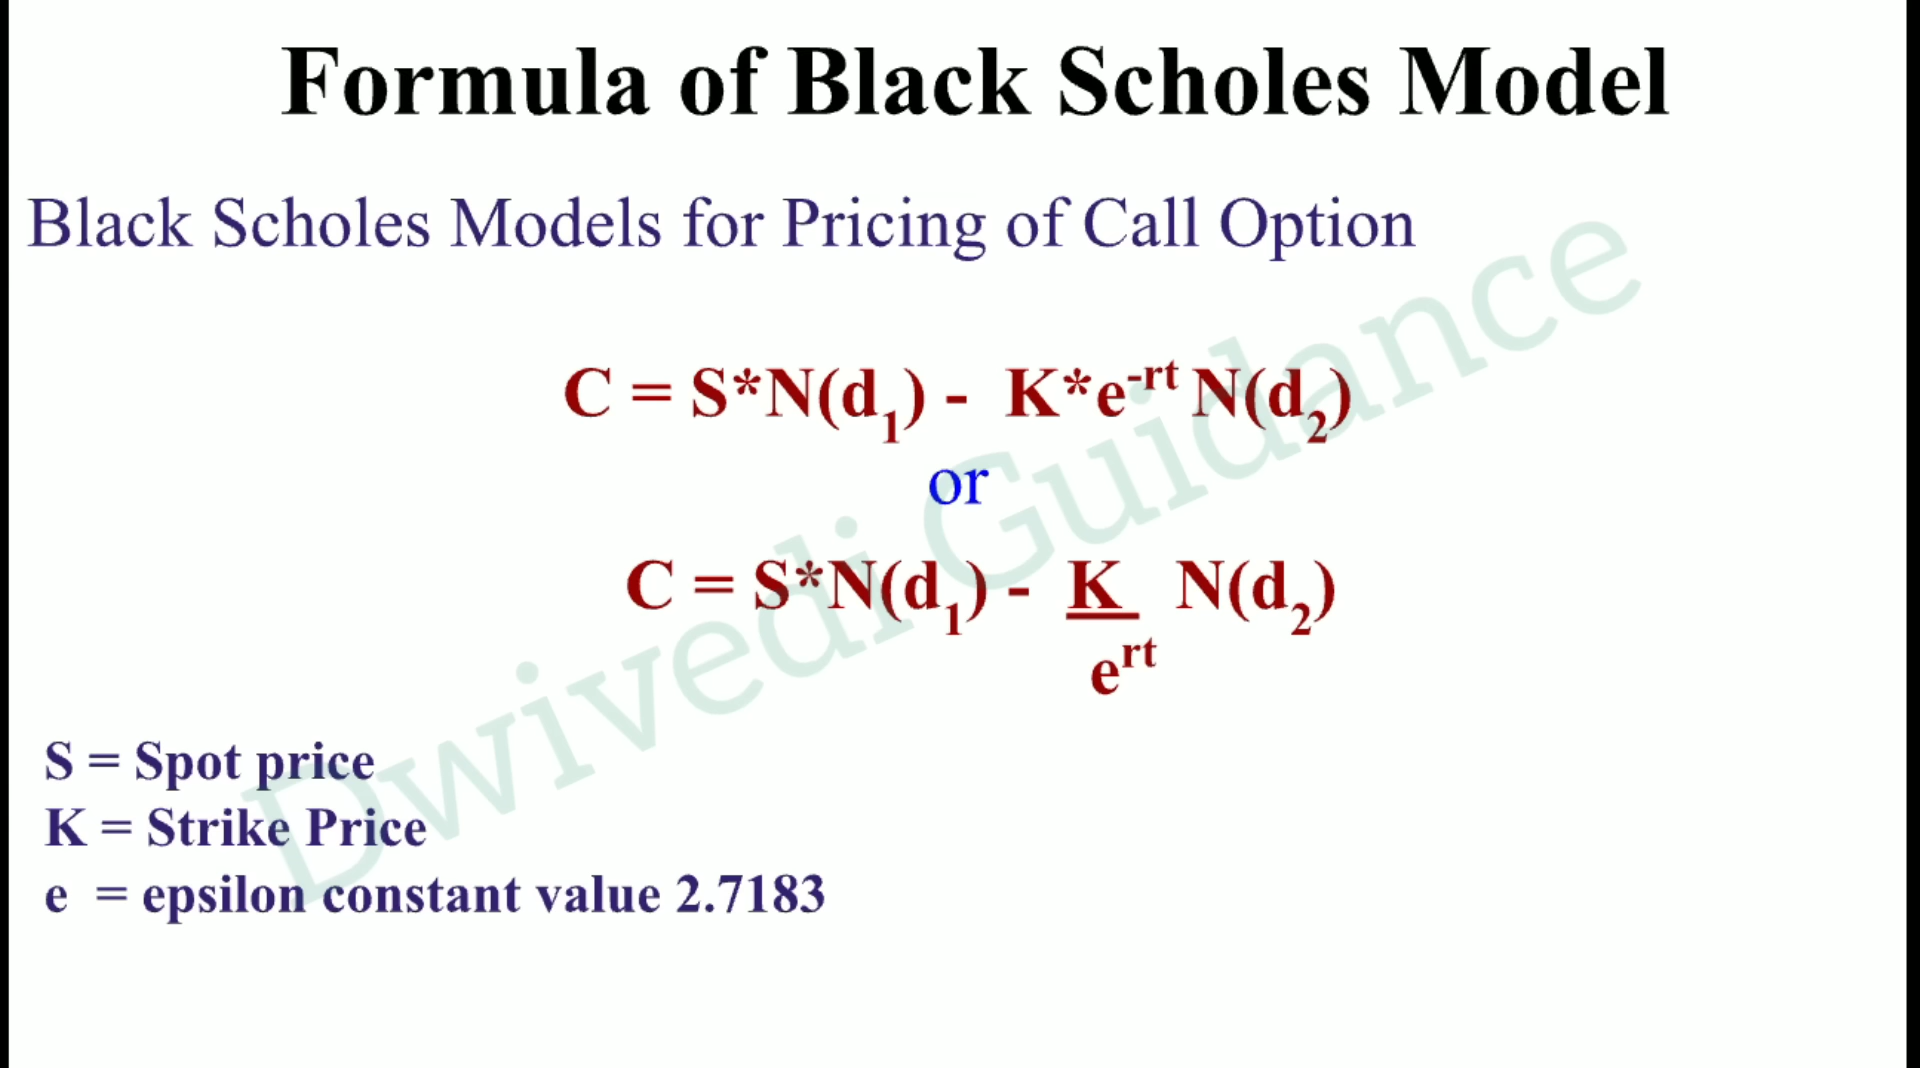 Formula of Black Scholes Model
Black Scholes Models for Pricing of Call Option
C = S*N(d₁) - K*e⁻ʳᵗ N(d₂)
or
C = S*N(d₁) - K N(d₂)
eʳᵗ
S = Spot price
K = Strike Price
e = epsilon constant value 2.7183
Dwivedi Guidance